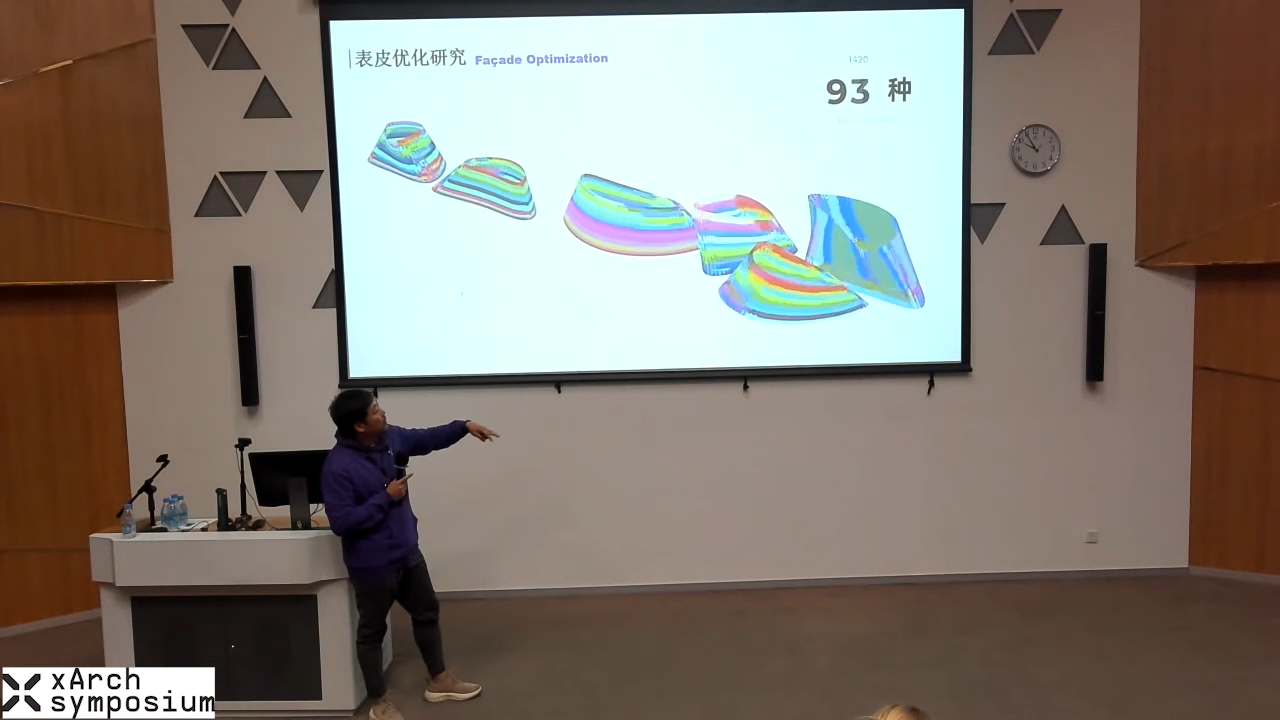 表皮优化研究 Façade Optimization
1420
93 种
xArch
symposium